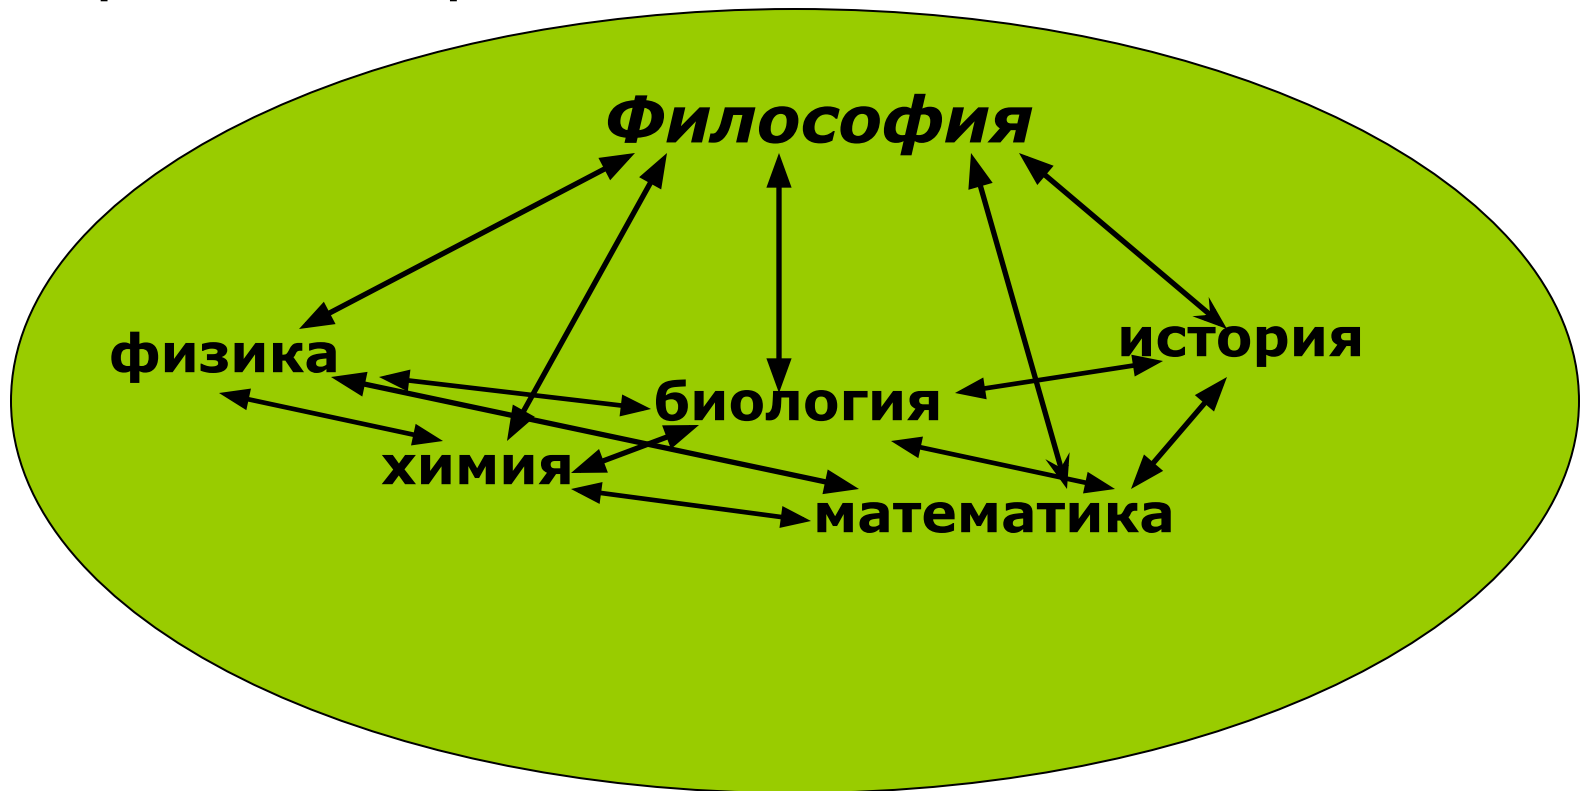 Философия
физика
история
биология
химия
математика